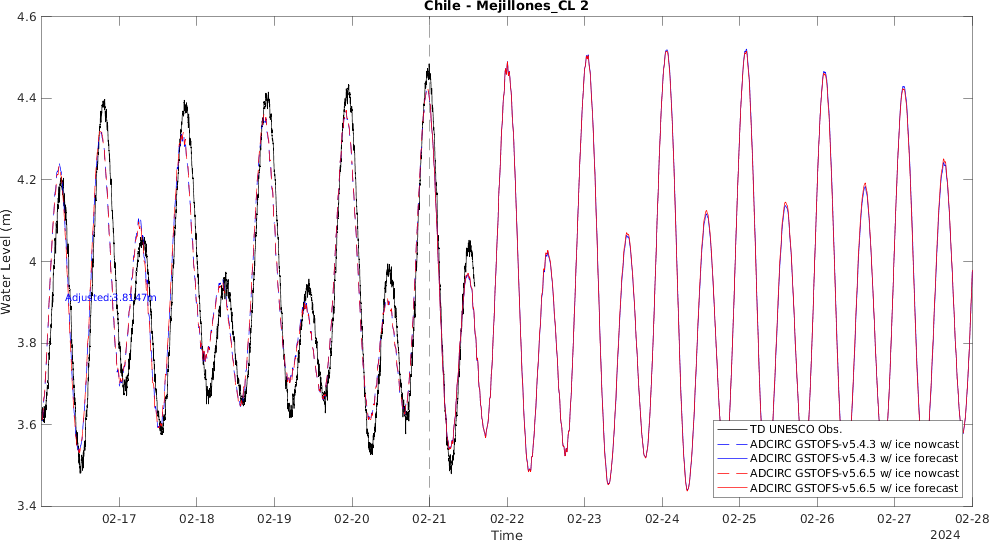 Chile - Mejillones_CL 2
4.6
4.4
4.2
4
3.8
3.6
3.4
Water Level (m)
Adjusted:3.8147m
TD UNESCO Obs.
ADCIRC GSTOFS-v5.4.3 w/ ice nowcast
ADCIRC GSTOFS-v5.4.3 w/ ice forecast
ADCIRC GSTOFS-v5.6.5 w/ ice nowcast
ADCIRC GSTOFS-v5.6.5 w/ ice forecast
02-17 02-18 02-19 02-20 02-21 02-22 02-23 02-24 02-25 02-26 02-27 02-28
Time
2024